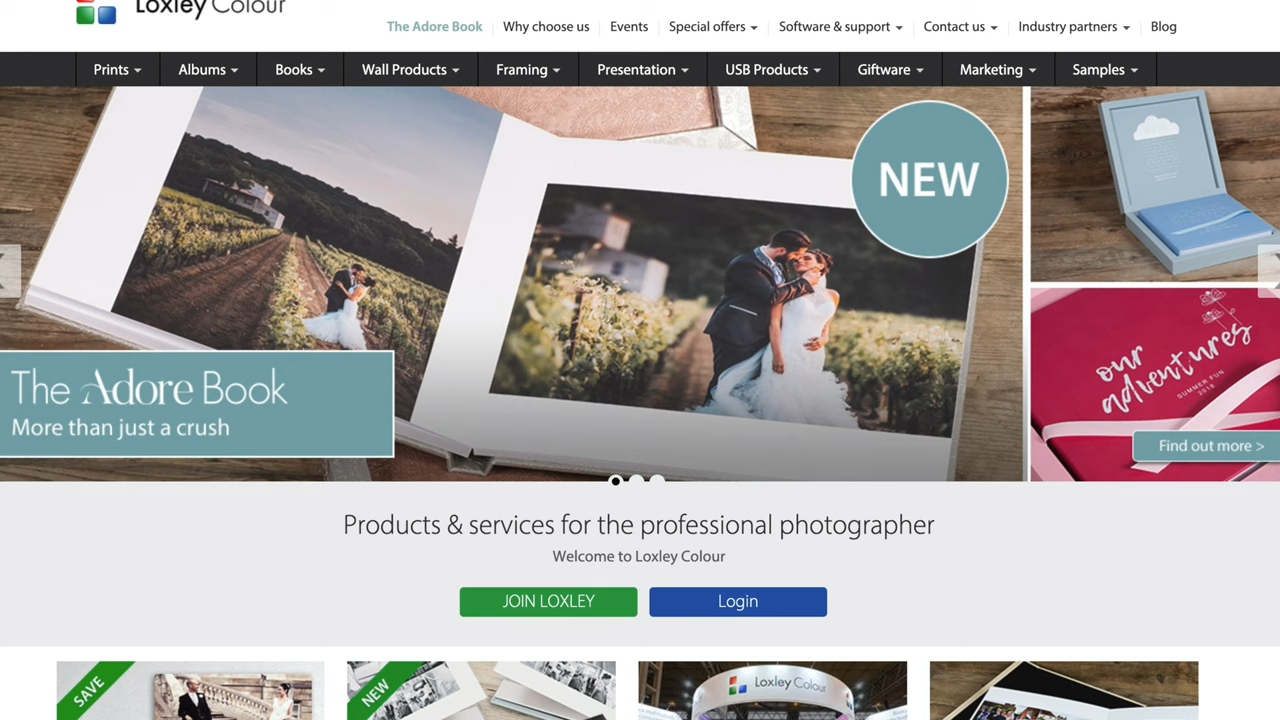 Loxley Colour
The Adore Book
Why choose us
Events
Special offers
Software & support
Contact us
Industry partners
Blog
Prints
Albums
Books
Wall Products
Framing
Presentation
USB Products
Giftware
Marketing
Samples
NEW
The Adore Book
More than just a crush
our
adventures
SUMMER FUN
2018
Find out more >
Products & services for the professional photographer
Welcome to Loxley Colour
JOIN LOXLEY
Login
SAVE
NEW
Loxley Colour